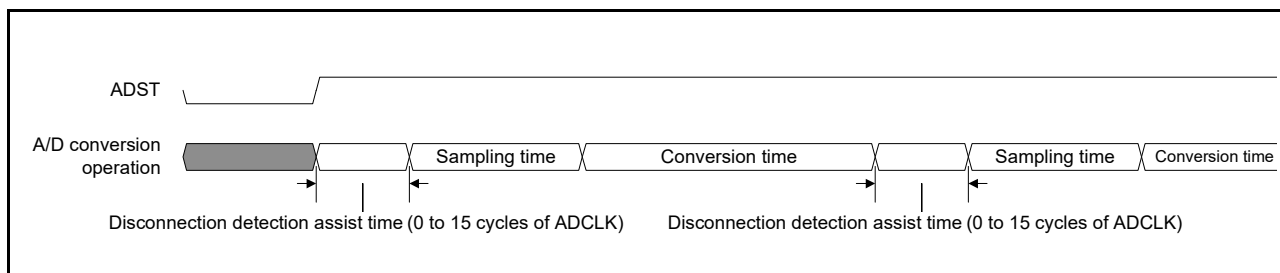 ADST
A/D conversion
operation
Sampling time
Conversion time
Sampling time
Conversion time
Disconnection detection assist time (0 to 15 cycles of ADCLK)
Disconnection detection assist time (0 to 15 cycles of ADCLK)